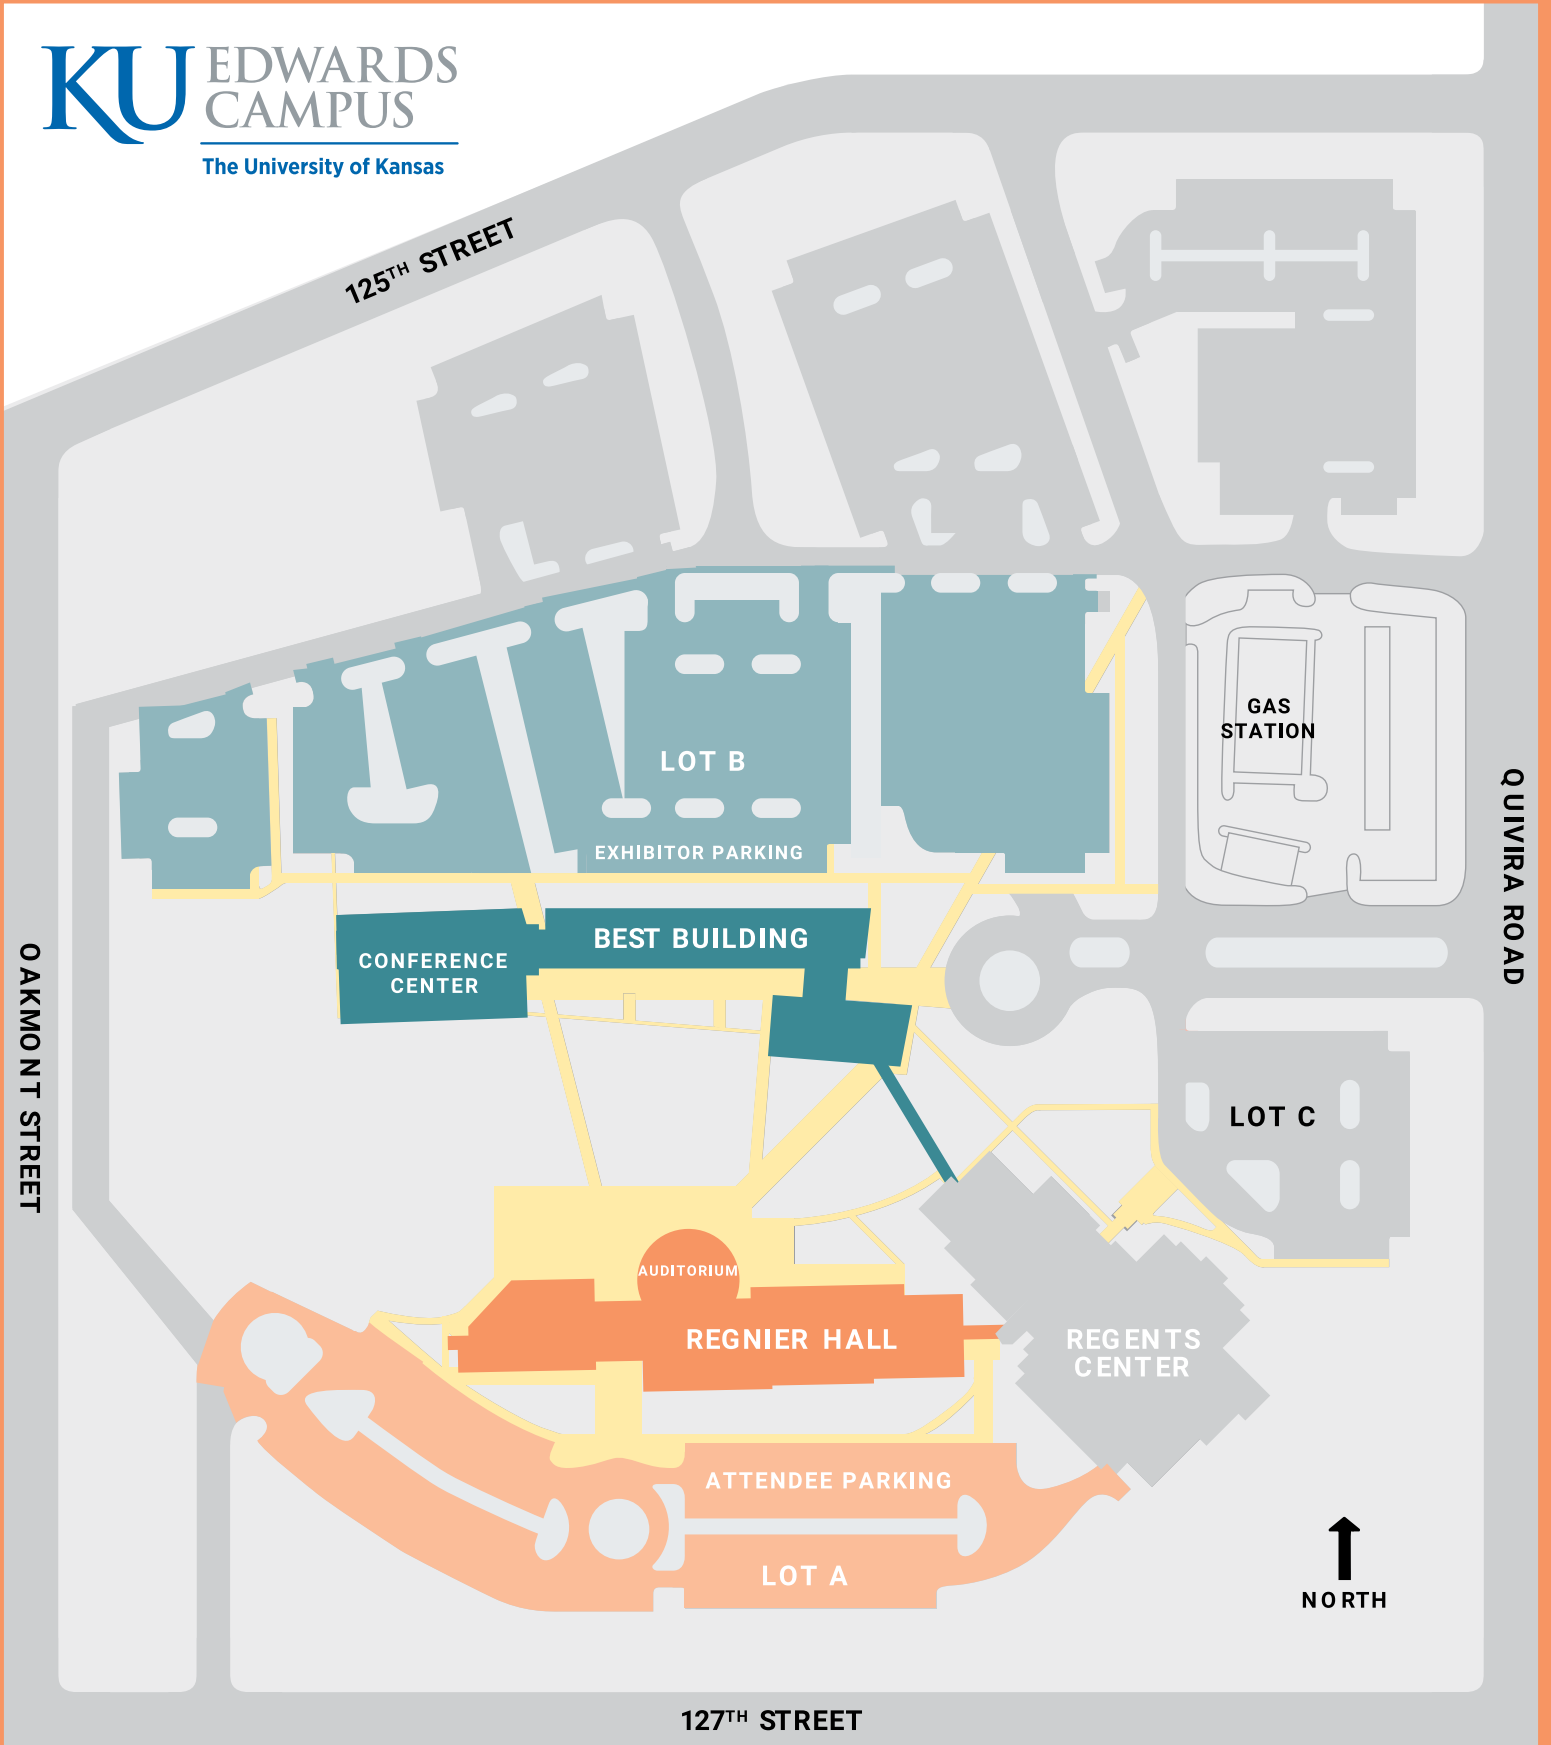 KU EDWARDS
CAMPUS
The University of Kansas
125TH STREET
GAS
STATION
LOT B
EXHIBITOR PARKING
QUIVIRA ROAD
BEST BUILDING
CONFERENCE
CENTER
OAKMONT STREET
LOT C
AUDITORIUM
REGNIER HALL
REGENTS
CENTER
ATTENDEE PARKING
LOT A
NORTH
127TH STREET